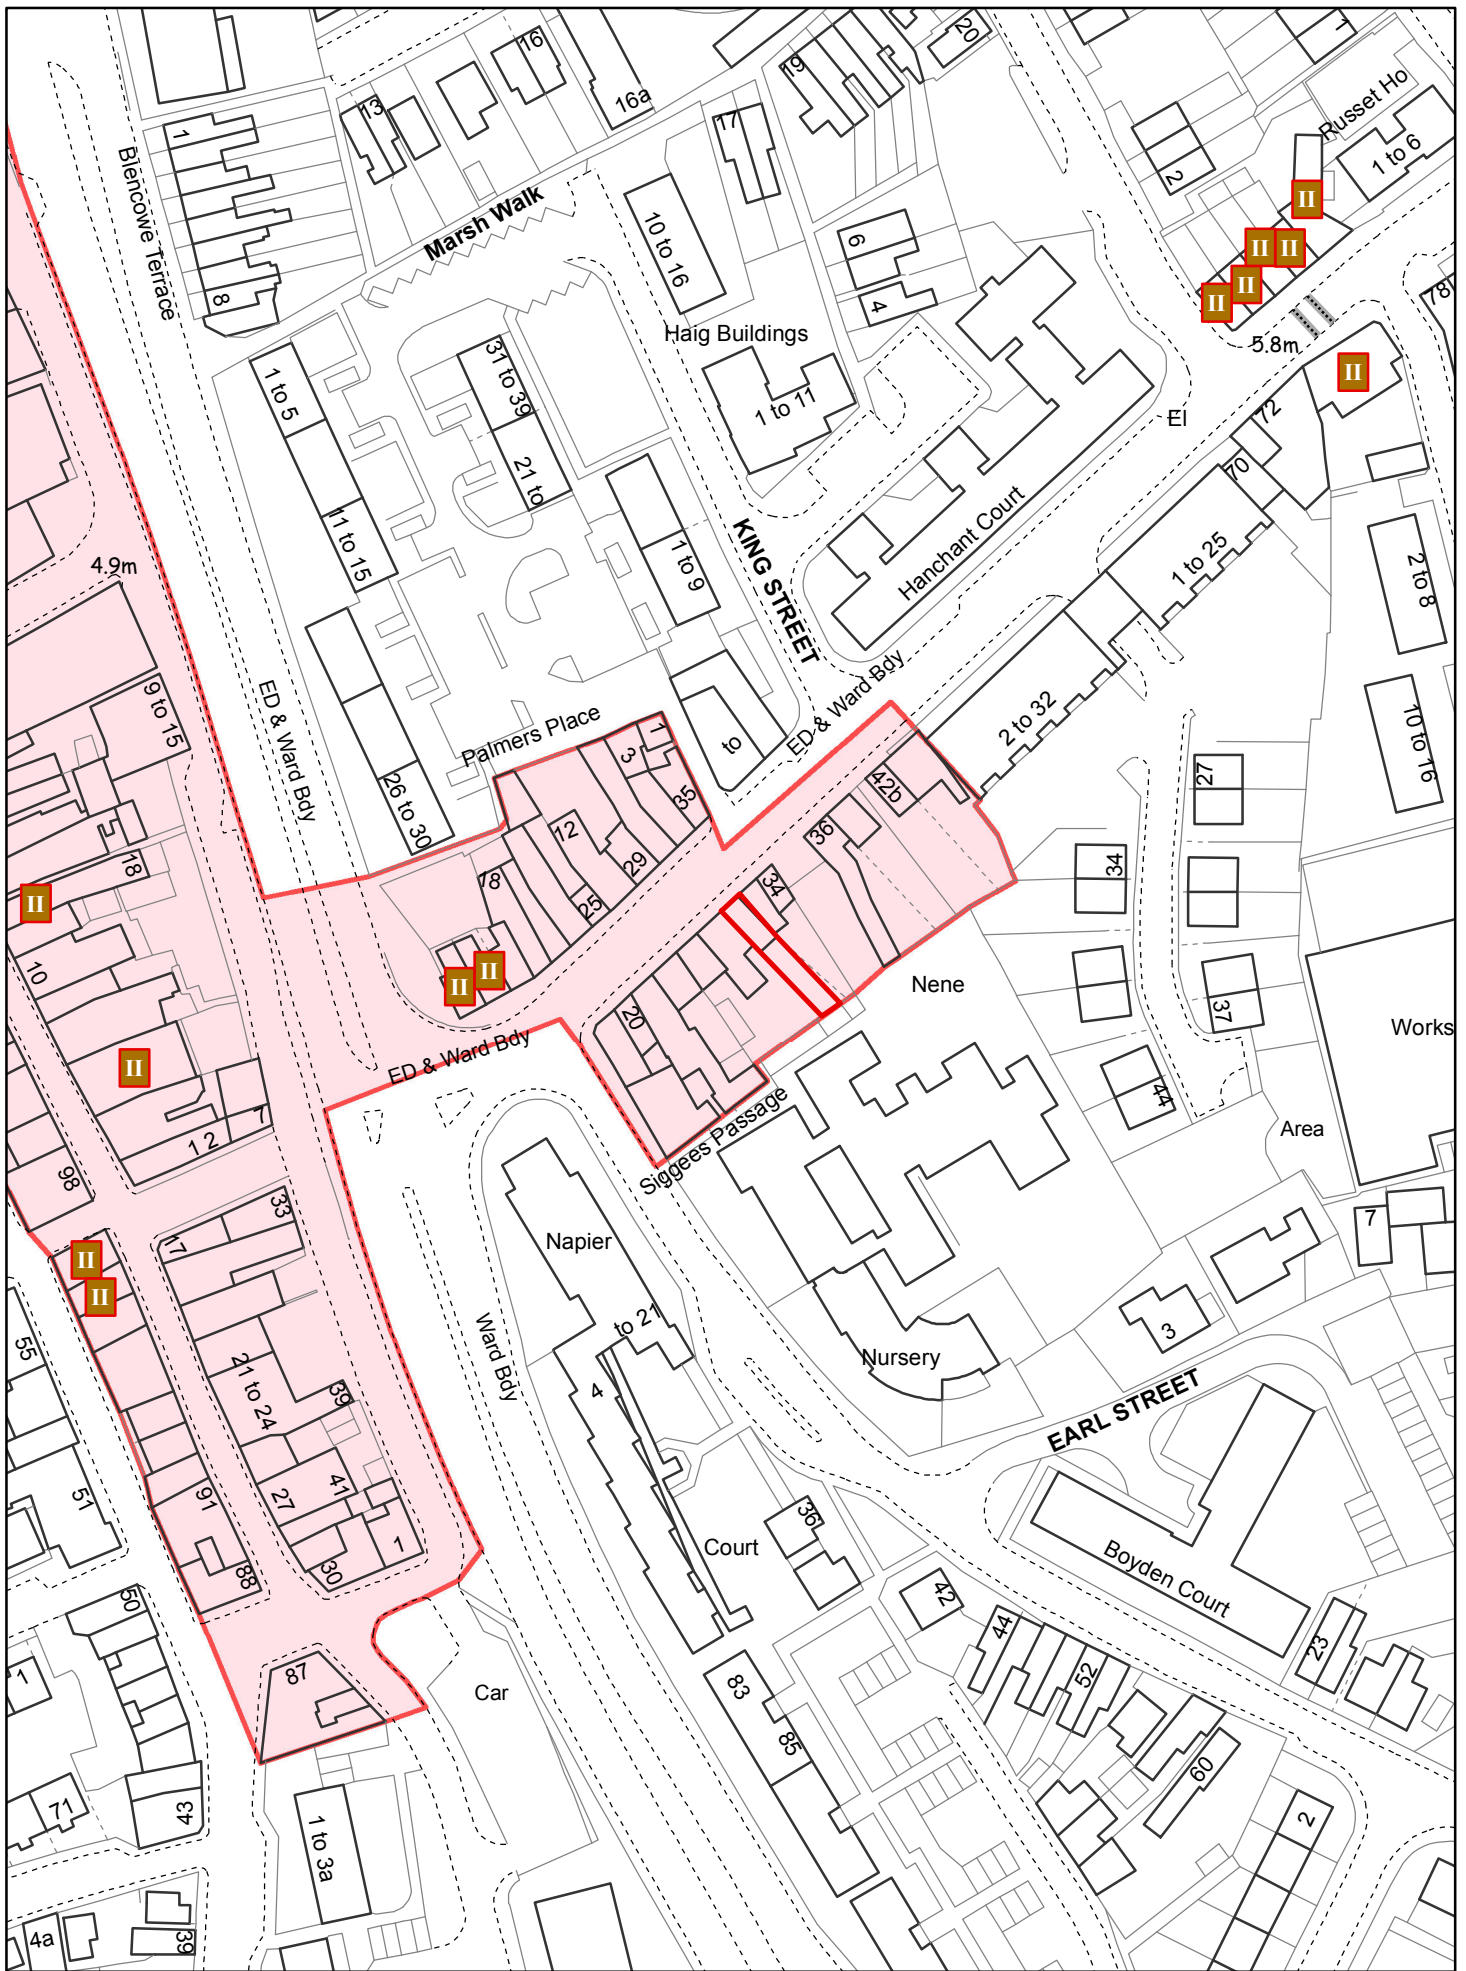 16
20
1
19
16a
13
17
Russet Ho
1 to 6
1
Blencowe Terrace
2
II
Marsh Walk
10 to 16
6
II
II
II
II
8
4
78
Haig Buildings
5.8m
II
1 to 5
31 to 39
1 to 11
El
72
21 to
70
11 to 15
Hanchant Court
KING STREET
1 to 25
4.9m
1 to 9
2 to 8
ED & Ward Bdy
9 to 15
ED & Ward Bdy
Palmers Place
1
3
to
2 to 32
10 to 16
26 to 30
42b
27
35
12
36
29
18
18
34
34
25
II
II
II
10
Nene
20
37
Works
ED & Ward Bdy
II
44
7
Area
1 2
Siggees Passage
98
33
17
7
Napier
II
II
to 21
3
55
Ward Bdy
Nursery
21 to 24
39
4
EARL STREET
91
41
27
51
36
Court
1
30
88
Boyden Court
50
42
44
23
1
87
52
Car
83
85
60
71
43
2
1 to 3a
4a
39